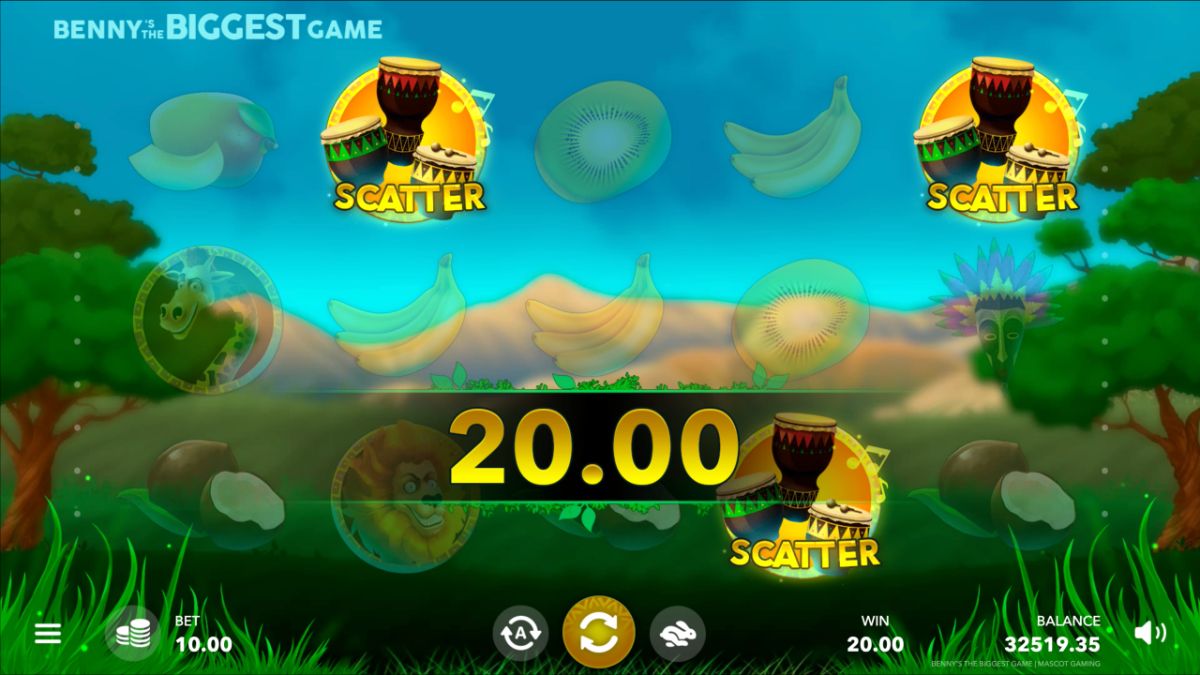 BENNY'S THE BIGGEST GAME
SCATTER
SCATTER
20.00
SCATTER
BET
10.00
A
WIN
20.00
BALANCE
32519.35
BENNY'S THE BIGGEST GAME | MASCOT GAMING